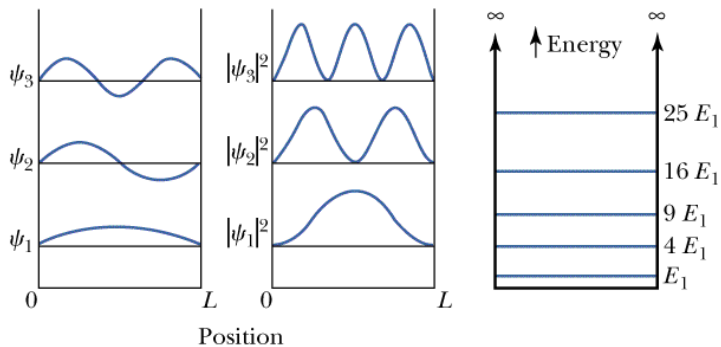 ψ₃
ψ₂
ψ₁
0
L
|ψ₃|²
|ψ₂|²
|ψ₁|²
0
L
Position
∞
∞
Energy
25 E₁
16 E₁
9 E₁
4 E₁
E₁